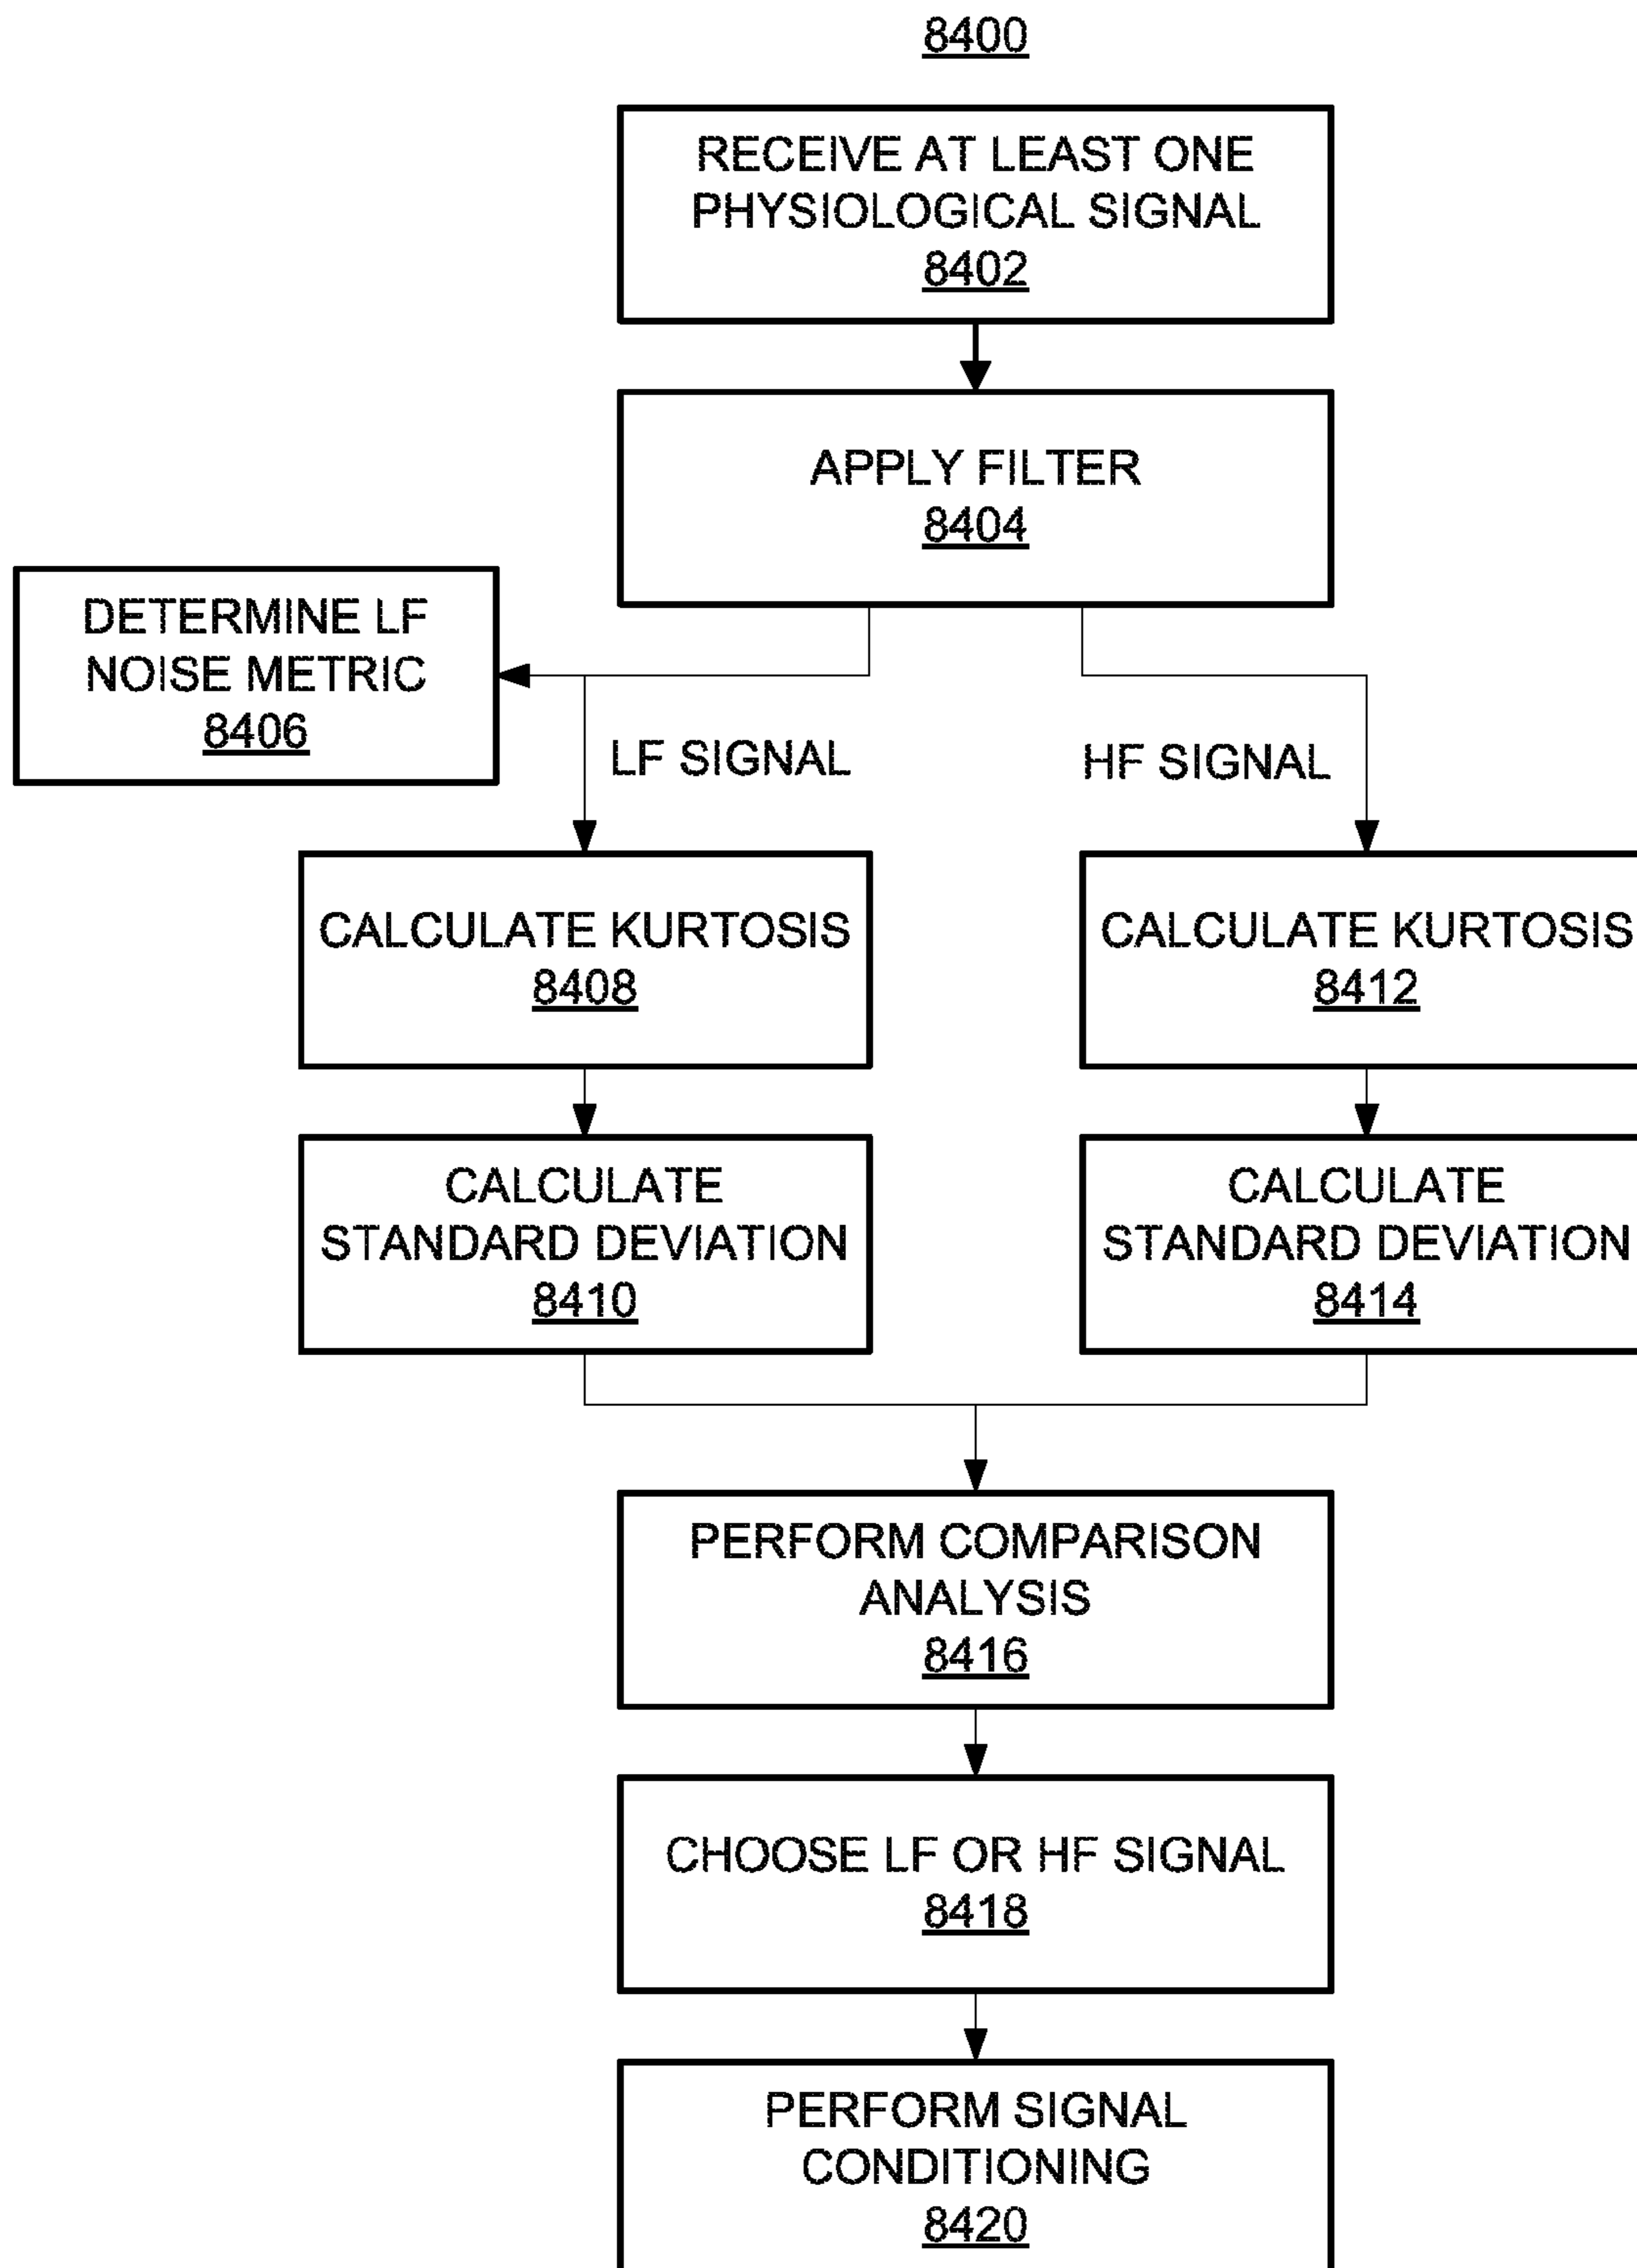 8400
RECEIVE AT LEAST ONE
PHYSIOLOGICAL SIGNAL
8402
APPLY FILTER
8404
DETERMINE LF
NOISE METRIC
8406
LF SIGNAL
HF SIGNAL
CALCULATE KURTOSIS
8408
CALCULATE KURTOSIS
8412
CALCULATE
STANDARD DEVIATION
8410
CALCULATE
STANDARD DEVIATION
8414
PERFORM COMPARISON
ANALYSIS
8416
CHOOSE LF OR HF SIGNAL
8418
PERFORM SIGNAL
CONDITIONING
8420